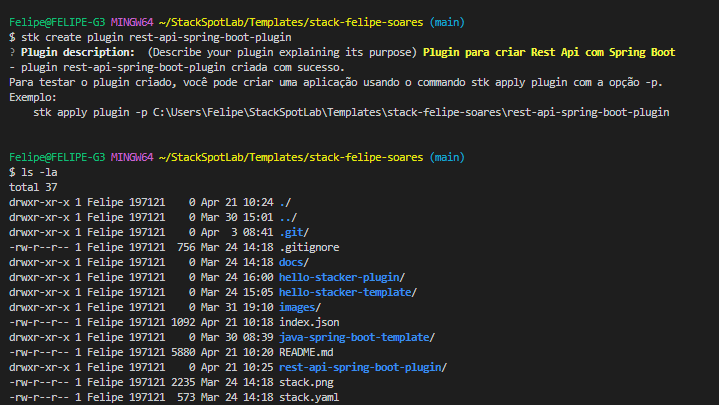 Felipe@FELIPE-G3 MINGW64 ~/StackSpotLab/Templates/stack-felipe-soares (main)
$ stk create plugin rest-api-spring-boot-plugin
? Plugin description:  (Describe your plugin explaining its purpose) Plugin para criar Rest Api com Spring Boot
- plugin rest-api-spring-boot-plugin criada com sucesso.
Para testar o plugin criado, você pode criar uma aplicação usando o commando stk apply plugin com a opção -p.
Exemplo:
    stk apply plugin -p C:\Users\Felipe\StackSpotLab\Templates\stack-felipe-soares\rest-api-spring-boot-plugin
Felipe@FELIPE-G3 MINGW64 ~/StackSpotLab/Templates/stack-felipe-soares (main)
$ ls -la
total 37
drwxr-xr-x 1 Felipe 197121    0 Apr 21 10:24 ./
drwxr-xr-x 1 Felipe 197121    0 Mar 30 15:01 ../
drwxr-xr-x 1 Felipe 197121    0 Apr  3 08:41 .git/
-rw-r--r-- 1 Felipe 197121  756 Mar 24 14:18 .gitignore
drwxr-xr-x 1 Felipe 197121    0 Mar 24 14:18 docs/
drwxr-xr-x 1 Felipe 197121    0 Mar 24 16:00 hello-stacker-plugin/
drwxr-xr-x 1 Felipe 197121    0 Mar 24 15:05 hello-stacker-template/
drwxr-xr-x 1 Felipe 197121    0 Mar 31 19:10 images/
-rw-r--r-- 1 Felipe 197121 1092 Apr 21 10:18 index.json
drwxr-xr-x 1 Felipe 197121    0 Mar 30 08:39 java-spring-boot-template/
-rw-r--r-- 1 Felipe 197121 5880 Apr 21 10:20 README.md
drwxr-xr-x 1 Felipe 197121    0 Apr 21 10:25 rest-api-spring-boot-plugin/
-rw-r--r-- 1 Felipe 197121 2235 Mar 24 14:18 stack.png
-rw-r--r-- 1 Felipe 197121  573 Mar 24 14:18 stack.yaml